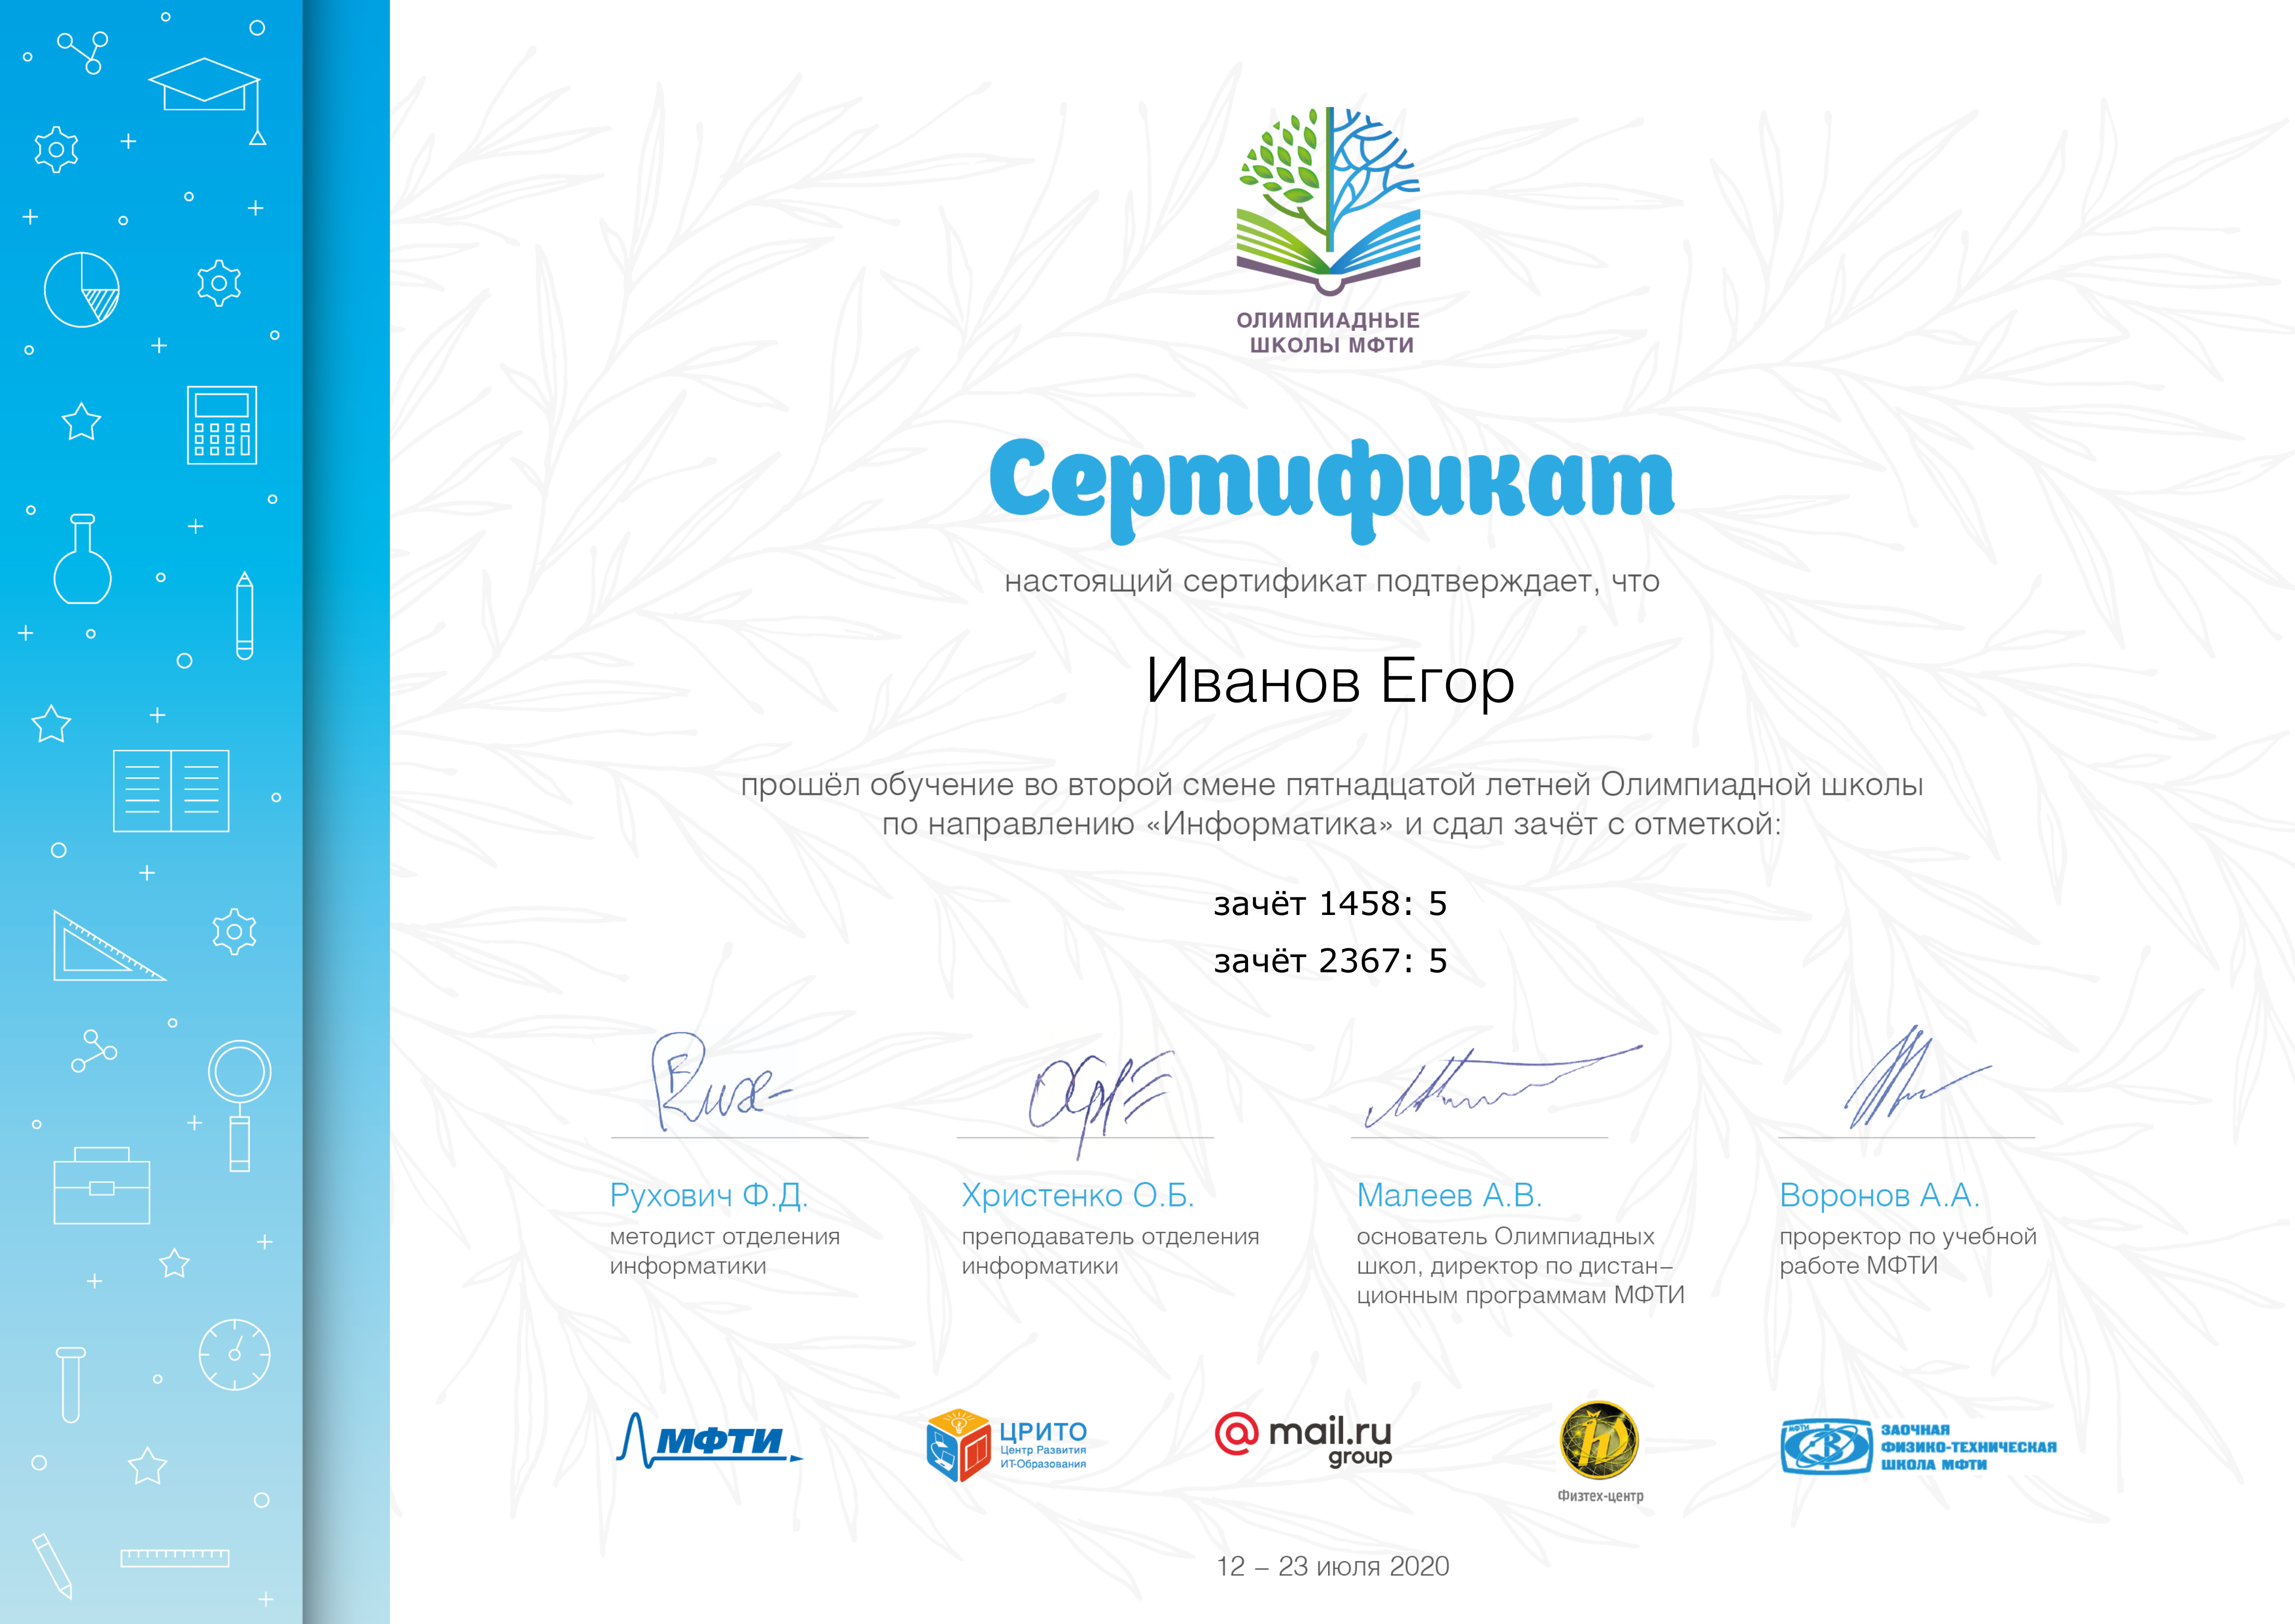 ОЛИМПИАДНЫЕ
ШКОЛЫ МФТИ
Сертификат
настоящий сертификат подтверждает, что
Иванов Егор
прошёл обучение во второй смене пятнадцатой летней Олимпиадной школы
по направлению «Информатика» и сдал зачёт с отметкой:
зачёт 1458: 5
зачёт 2367: 5
Рухович Ф.Д.
методист отделения
информатики
Христенко О.Б.
преподаватель отделения
информатики
Малеев А.В.
основатель Олимпиадных
школ, директор по дистан–
ционным программам МФТИ
Воронов А.А.
проректор по учебной
работе МФТИ
МФТИ
ЦРИТО
Центр Развития
ИТ-Образования
@mail.ru
group
Физтех-центр
МФТИ
ЗАОЧНАЯ
ФИЗИКО-ТЕХНИЧЕСКАЯ
ШКОЛА МФТИ
12 – 23 июля 2020